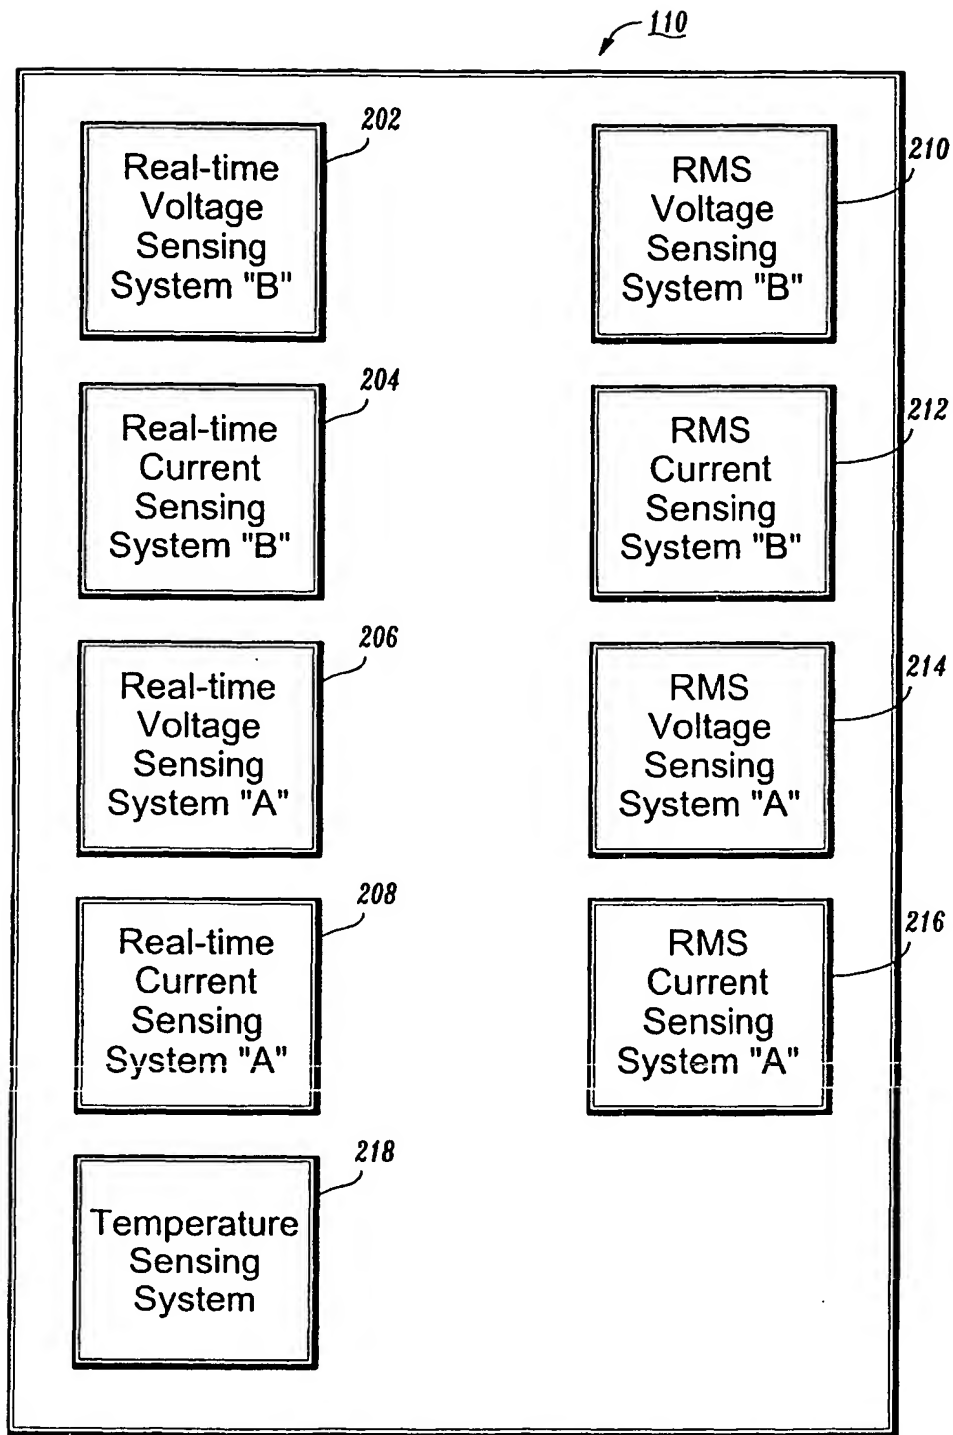 110
202
Real-time
Voltage
Sensing
System "B"
210
RMS
Voltage
Sensing
System "B"
204
Real-time
Current
Sensing
System "B"
212
RMS
Current
Sensing
System "B"
206
Real-time
Voltage
Sensing
System "A"
214
RMS
Voltage
Sensing
System "A"
208
Real-time
Current
Sensing
System "A"
216
RMS
Current
Sensing
System "A"
218
Temperature
Sensing
System